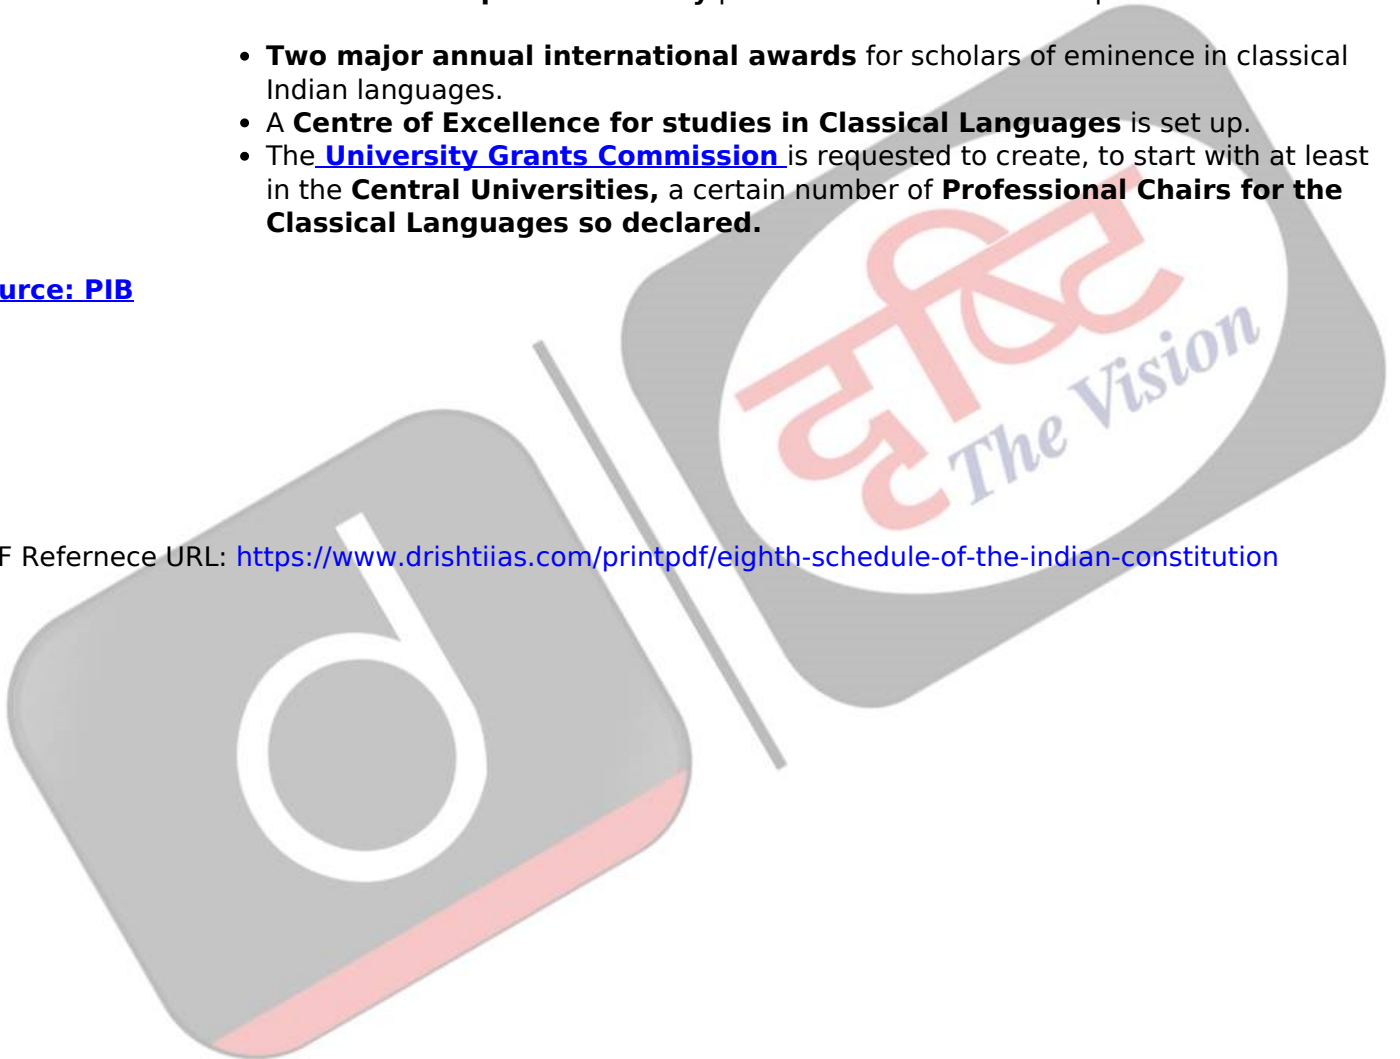 • Two major annual international awards for scholars of eminence in classical
Indian languages.
• A Centre of Excellence for studies in Classical Languages is set up.
• The University Grants Commission is requested to create, to start with at least
in the Central Universities, a certain number of Professional Chairs for the
Classical Languages so declared.
urce: PIB
दृष्टि
The Vision
F Refernece URL: https://www.drishtiias.com/printpdf/eighth-schedule-of-the-indian-constitution
d